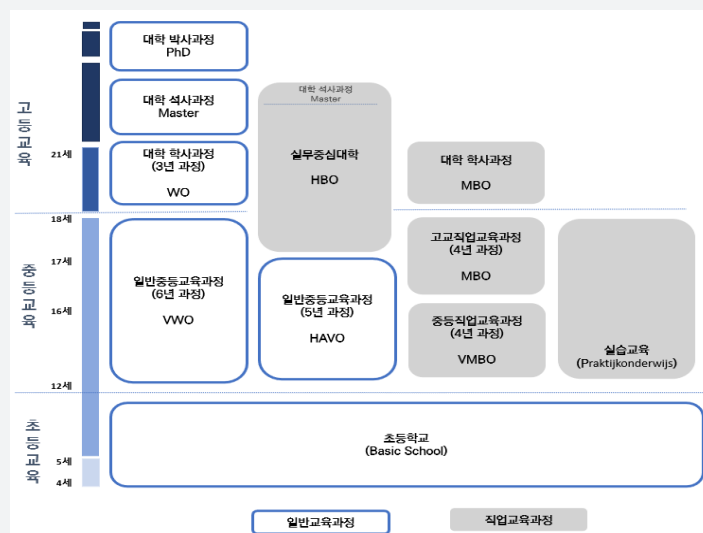 대학 박사과정
PhD
대학 석사과정
Master
대학 석사과정
Master
고등교육
21세
대학 학사과정
(3년 과정)
WO
실무중심대학
HBO
대학 학사과정
MBO
18세
17세
16세
12세
중등교육
일반중등교육과정
(6년 과정)
VWO
일반중등교육과정
(5년 과정)
HAVO
고교직업교육과정
(4년 과정)
MBO
중등직업교육과정
(4년 과정)
VMBO
실습교육
(Praktijkonderwijs)
초등교육
5세
4세
초등학교
(Basic School)
일반교육과정
직업교육과정